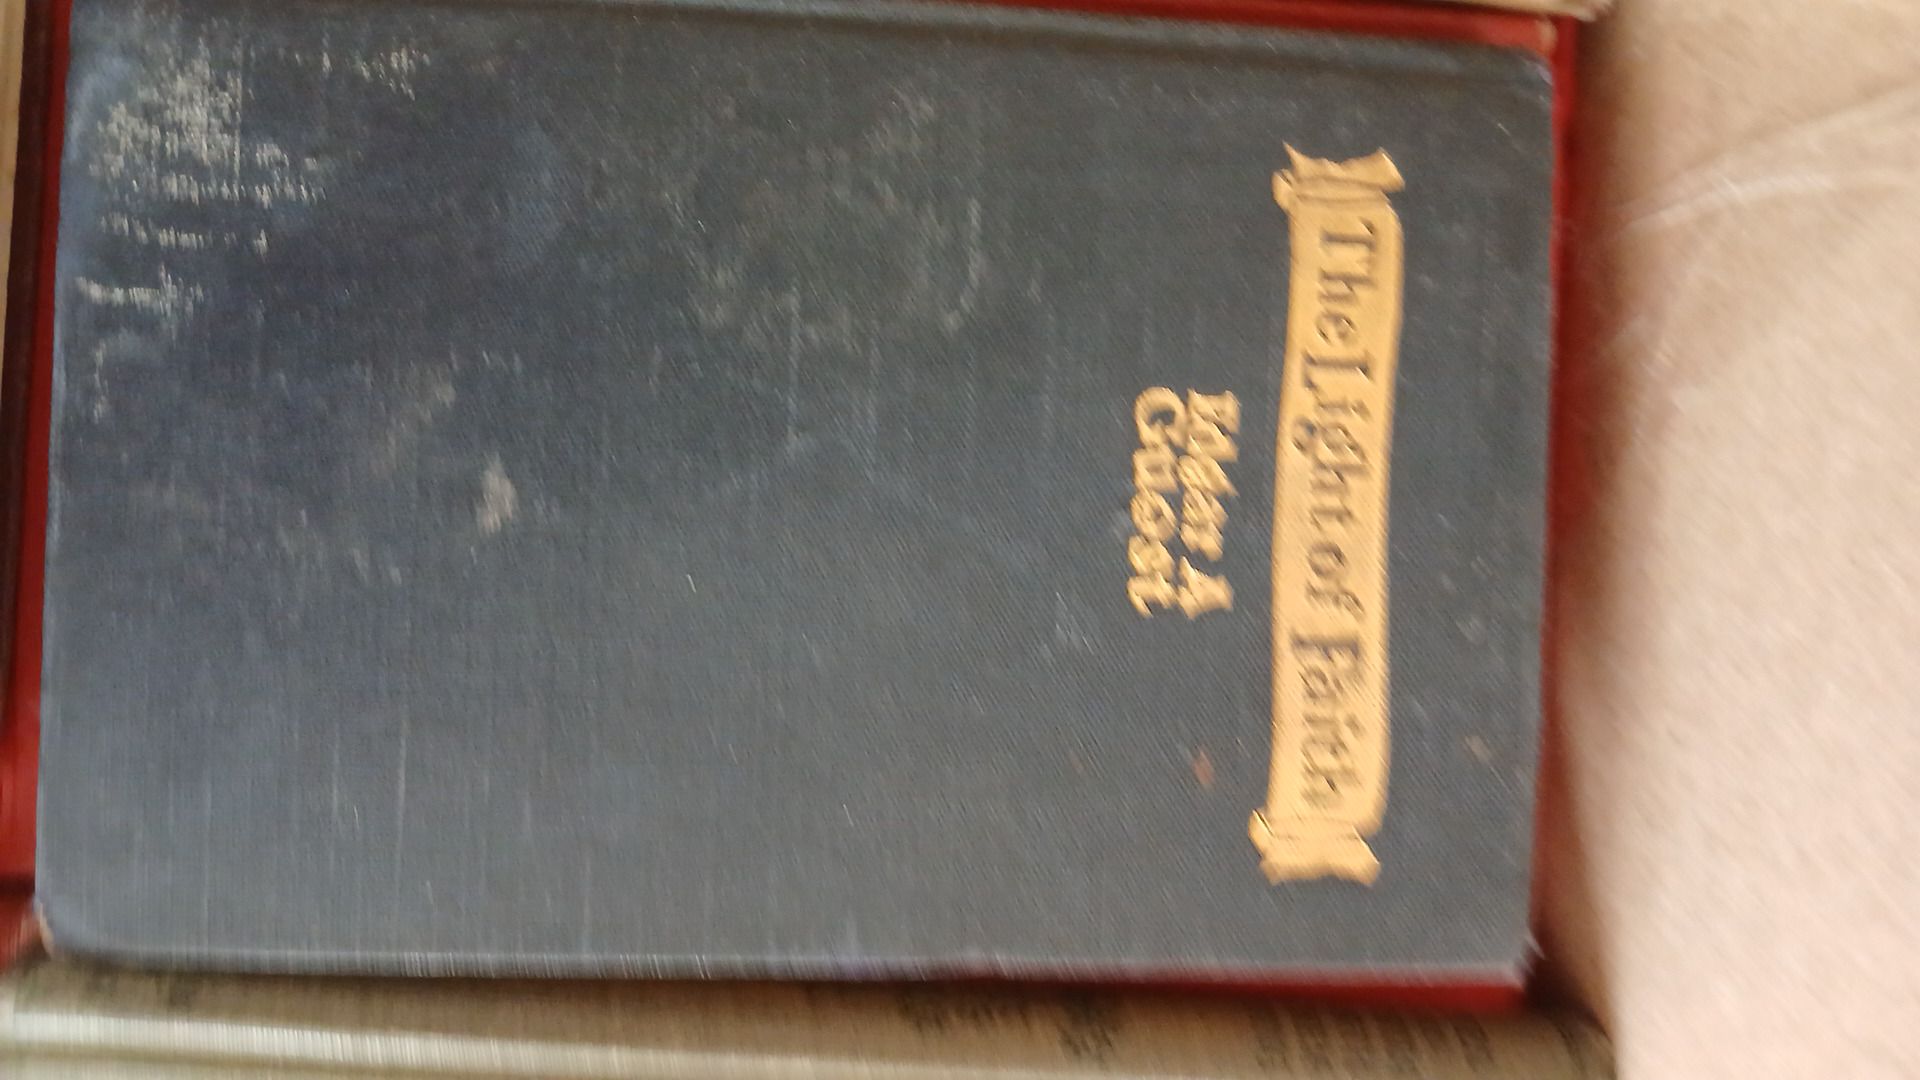 The Light of Faith
Edgar A
Guest